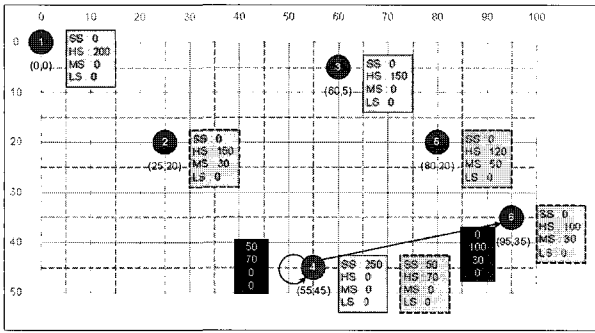 0 10 20 30 40 50 60 70 80 90 100
0
10
20
30
40
50
1
(0,0)
SS 0
HS 200
MS 0
LS 0
3
(60,5)
SS 0
HS 150
MS 0
LS 0
2
(25,20)
SS 0
HS 150
MS 30
LS 0
5
(80,20)
SS 0
HS 120
MS 50
LS 0
6
(95,35)
SS 0
HS 100
MS 30
LS 0
50
70
0
0
4
(55,45)
SS 250
HS 0
MS 0
LS 0
SS 50
HS 70
MS 0
LS 0
0
100
30
0